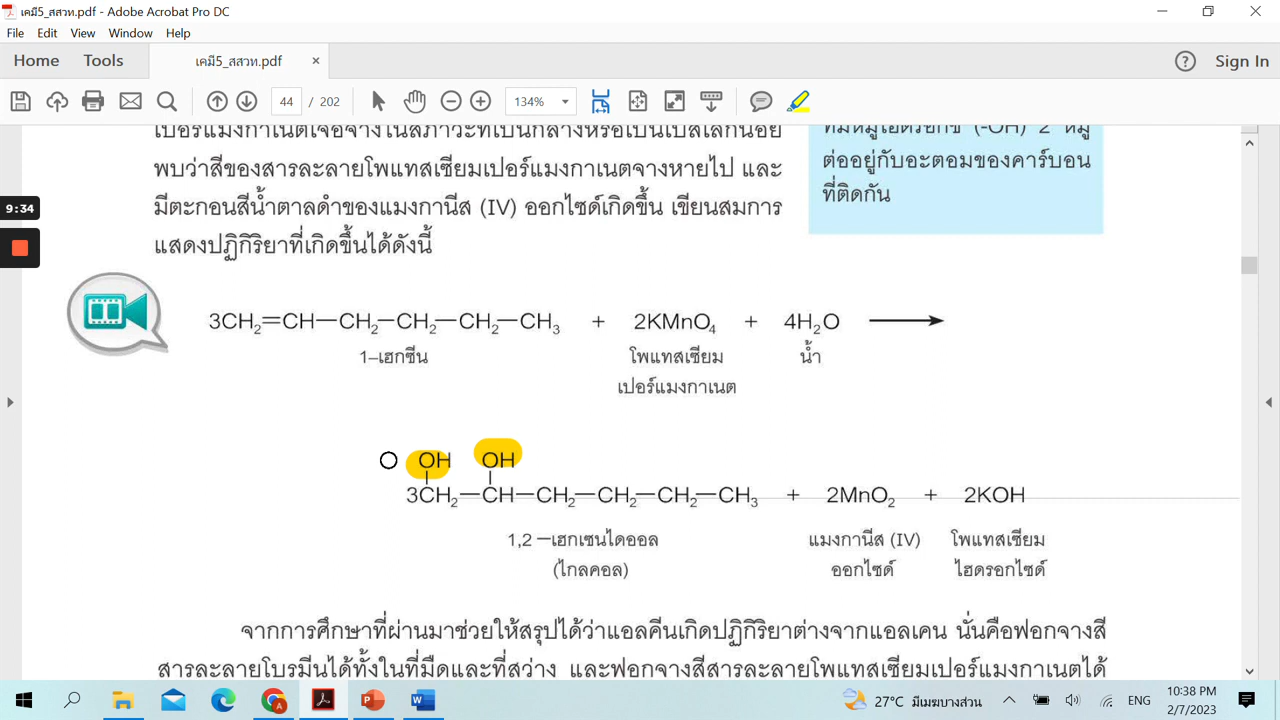 เคมี5_สสวท.pdf - Adobe Acrobat Pro DC
File Edit View Window Help
Home Tools เคมี5_สสวท.pdf × ? Sign In
44 / 202 134%
เปอร์แมงกาเนตเจือจางในสภาวะที่เป็นกลางหรือเป็นเบสเล็กน้อย
พบว่าสีของสารละลายโพแทสเซียมเปอร์แมงกาเนตจางหายไป และ
มีตะกอนสีน้ำตาลดำของแมงกานีส (IV) ออกไซด์เกิดขึ้น เขียนสมการ
แสดงปฏิกิริยาที่เกิดขึ้นได้ดังนี้
ที่มีหมู่ไฮดรอกซี (-OH) 2 หมู่
ต่ออยู่กับอะตอมของคาร์บอน
ที่ติดกัน
9:34
3CH₂=CH—CH₂—CH₂—CH₂—CH₃ + 2KMnO₄ + 4H₂O ⟶
1–เฮกซีน โพแทสเซียม น้ำ
เปอร์แมงกาเนต
OH OH
3CH₂—CH—CH₂—CH₂—CH₂—CH₃ + 2MnO₂ + 2KOH
1,2 –เฮกเซนไดออล แมงกานีส (IV) โพแทสเซียม
(ไกลคอล) ออกไซด์ ไฮดรอกไซด์
จากการศึกษาที่ผ่านมาช่วยให้สรุปได้ว่าแอลคีนเกิดปฏิกิริยาต่างจากแอลเคน นั่นคือฟอกจางสี
สารละลายโบรมีนได้ทั้งในที่มืดและที่สว่าง และฟอกจางสีสารละลายโพแทสเซียมเปอร์แมงกาเนตได้
27°C มีเมฆบางส่วน ENG 10:38 PM
2/7/2023